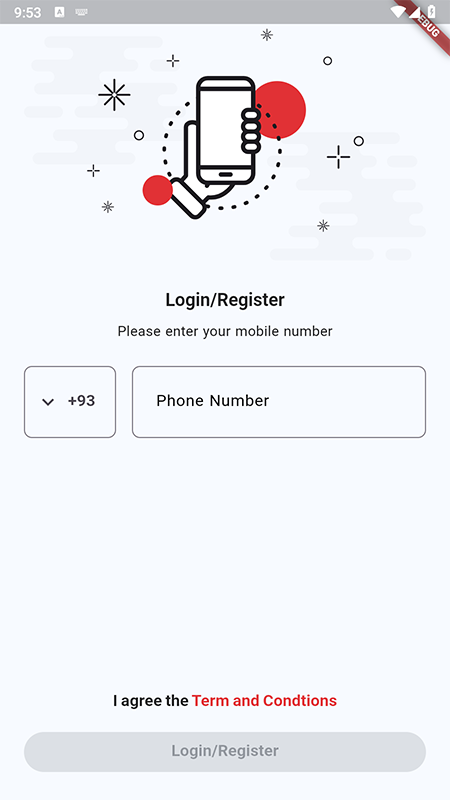 9:53
DEBUG
Login/Register
Please enter your mobile number
+93
Phone Number
I agree the Term and Condtions
Login/Register